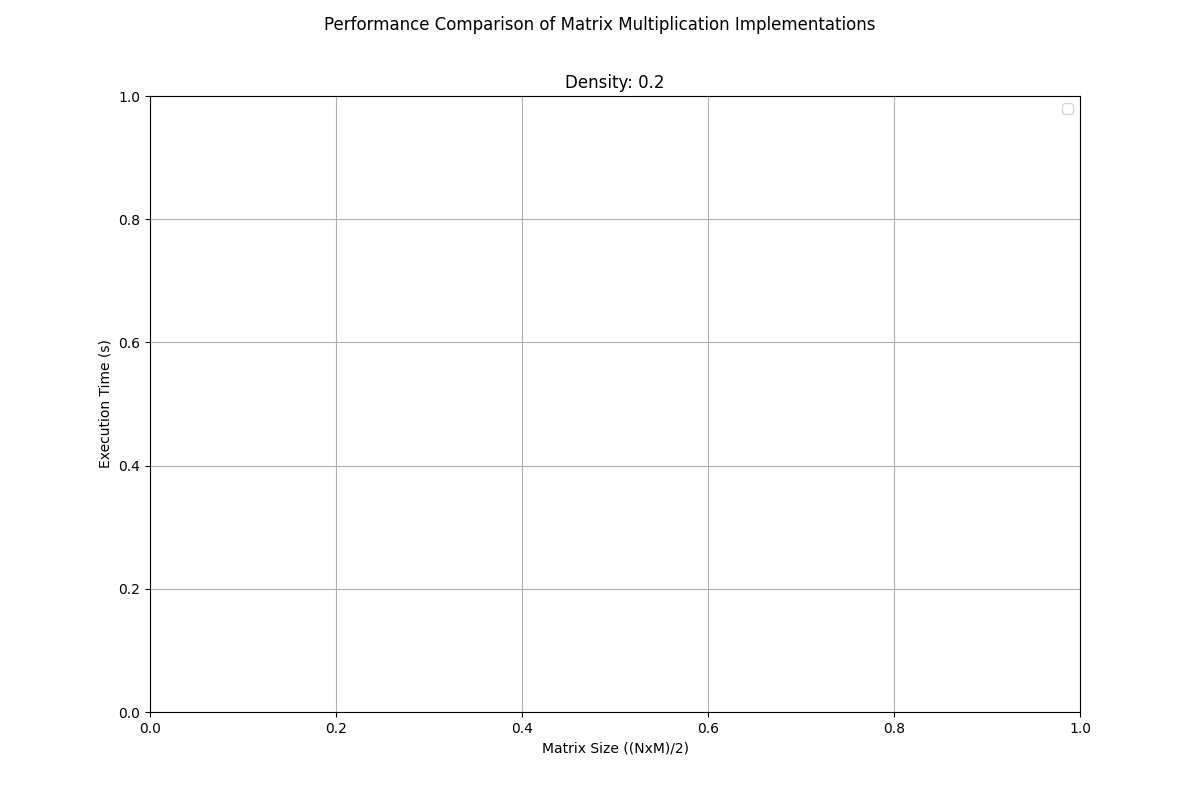 Performance Comparison of Matrix Multiplication Implementations
Density: 0.2
1.0
0.8
0.6
0.4
0.2
0.0
Execution Time (s)
0.0 0.2 0.4 0.6 0.8 1.0
Matrix Size ((NxM)/2)